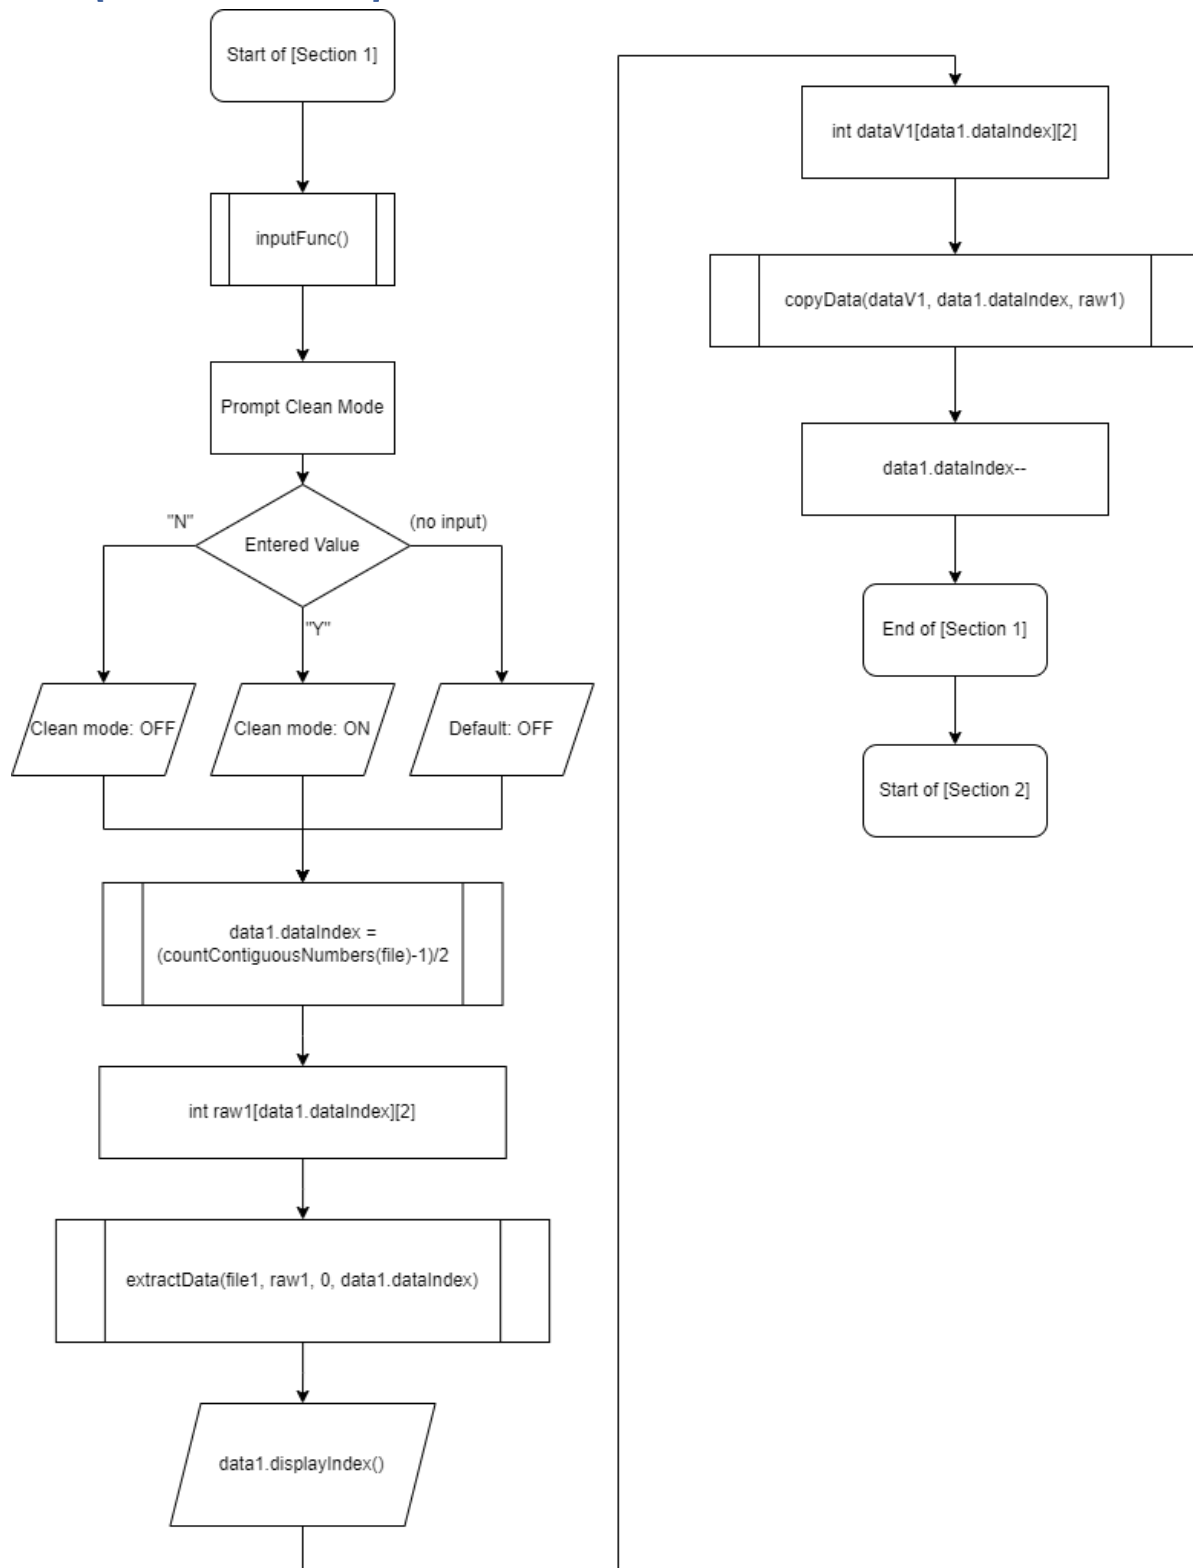 Start of [Section 1]
inputFunc()
Prompt Clean Mode
"N"
(no input)
Entered Value
"Y"
Clean mode: OFF
Clean mode: ON
Default: OFF
data1.dataIndex =
(countContiguousNumbers(file)-1)/2
int raw1[data1.dataIndex][2]
extractData(file1, raw1, 0, data1.dataIndex)
data1.displayIndex()
int dataV1[data1.dataIndex][2]
copyData(dataV1, data1.dataIndex, raw1)
data1.dataIndex--
End of [Section 1]
Start of [Section 2]